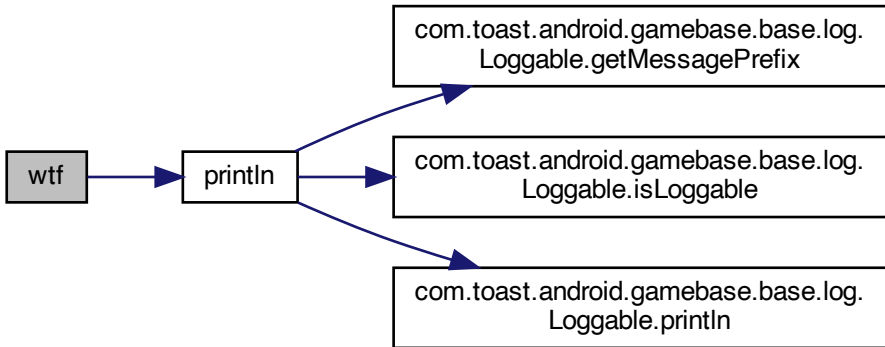 com.toast.android.gamebase.base.log.
Loggable.getMessagePrefix
wtf
println
com.toast.android.gamebase.base.log.
Loggable.isLoggable
com.toast.android.gamebase.base.log.
Loggable.println